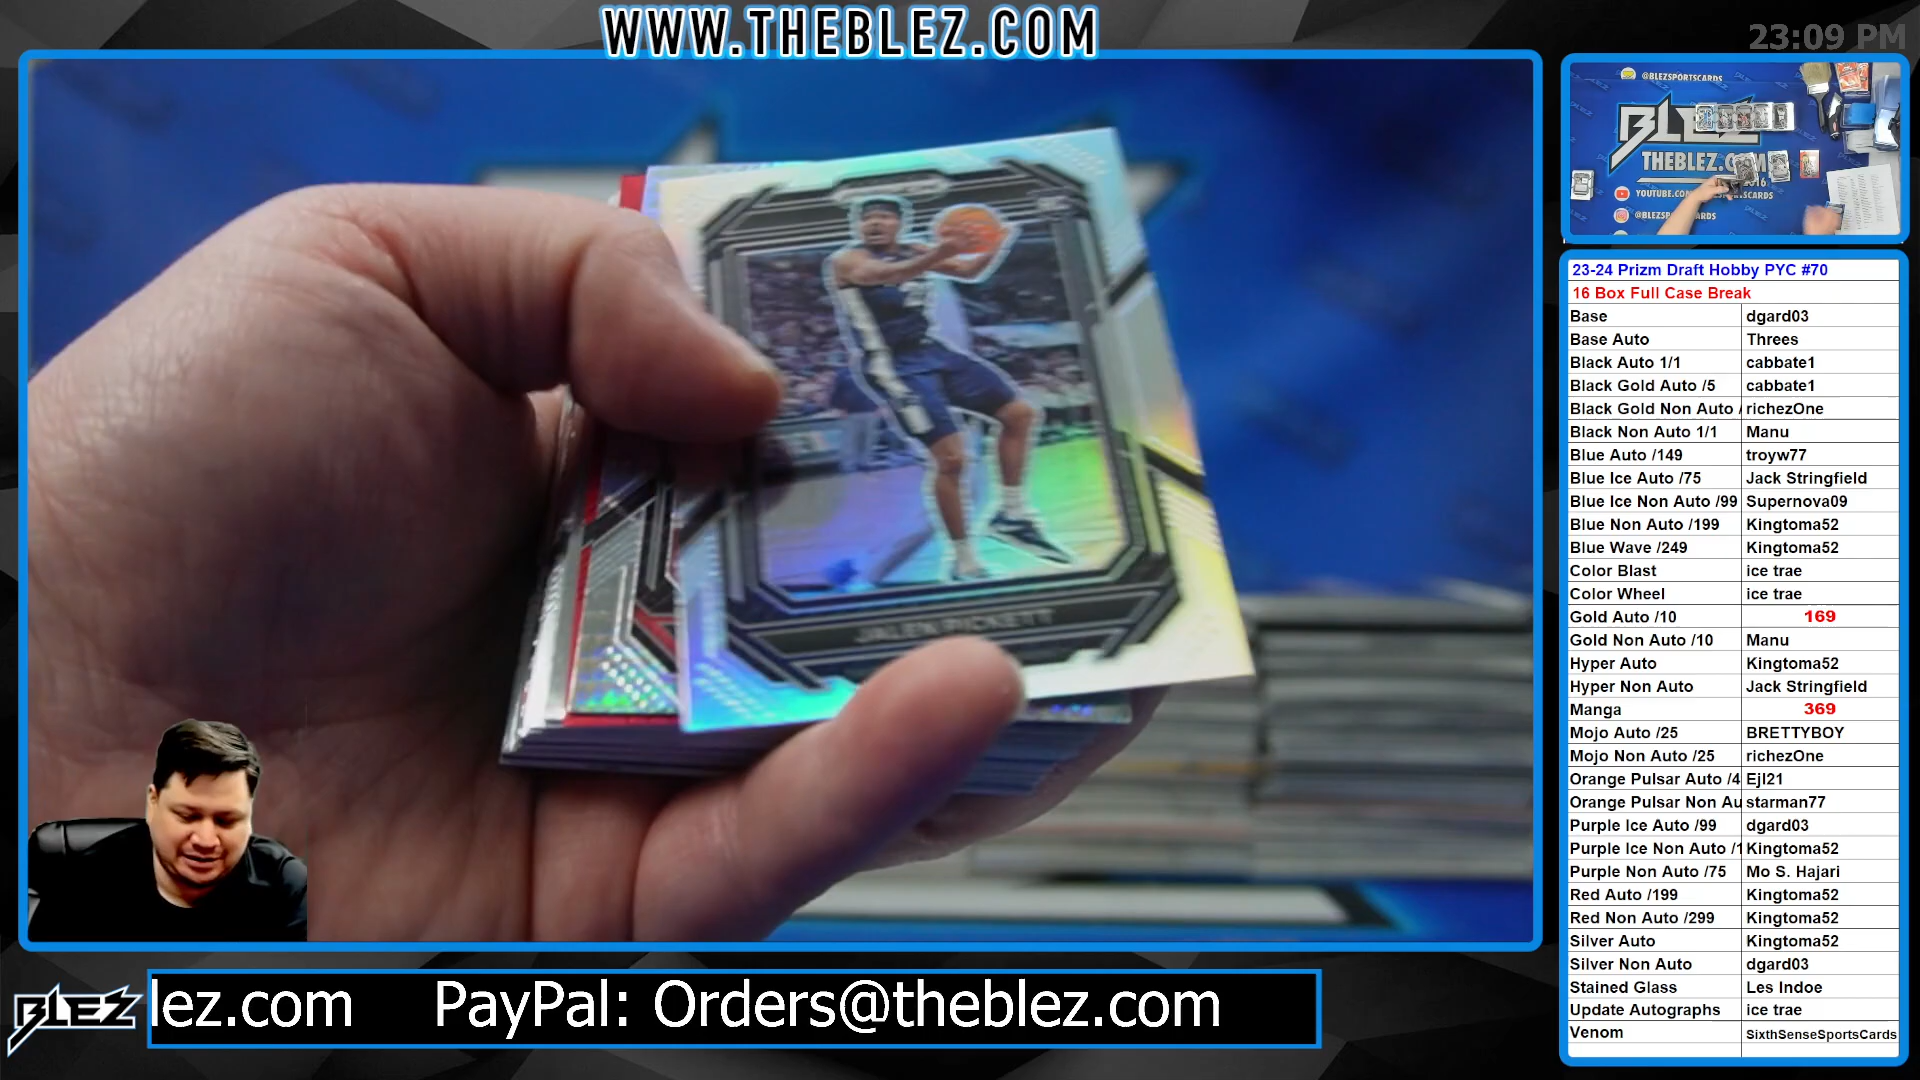 WWW.THEBLEZ.COM
23:09 PM
@BLEZSPORTSCARDS
BLEZ
THEBLEZ.COM
JALEN PICKETT
23-24 Prizm Draft Hobby PYC #70
16 Box Full Case Break
Base dgard03
Base Auto Threes
Black Auto 1/1 cabbate1
Black Gold Auto /5 cabbate1
Black Gold Non Auto / richezOne
Black Non Auto 1/1 Manu
Blue Auto /149 troyw77
Blue Ice Auto /75 Jack Stringfield
Blue Ice Non Auto /99 Supernova09
Blue Non Auto /199 Kingtoma52
Blue Wave /249 Kingtoma52
Color Blast ice trae
Color Wheel ice trae
Gold Auto /10 169
Gold Non Auto /10 Manu
Hyper Auto Kingtoma52
Hyper Non Auto Jack Stringfield
Manga 369
Mojo Auto /25 BRETTYBOY
Mojo Non Auto /25 richezOne
Orange Pulsar Auto /4 Ejl21
Orange Pulsar Non Au starman77
Purple Ice Auto /99 dgard03
Purple Ice Non Auto /1 Kingtoma52
Purple Non Auto /75 Mo S. Hajari
Red Auto /199 Kingtoma52
Red Non Auto /299 Kingtoma52
Silver Auto Kingtoma52
Silver Non Auto dgard03
Stained Glass Les Indoe
Update Autographs ice trae
Venom SixthSenseSportsCards
BLEZ
lez.com PayPal: Orders@theblez.com